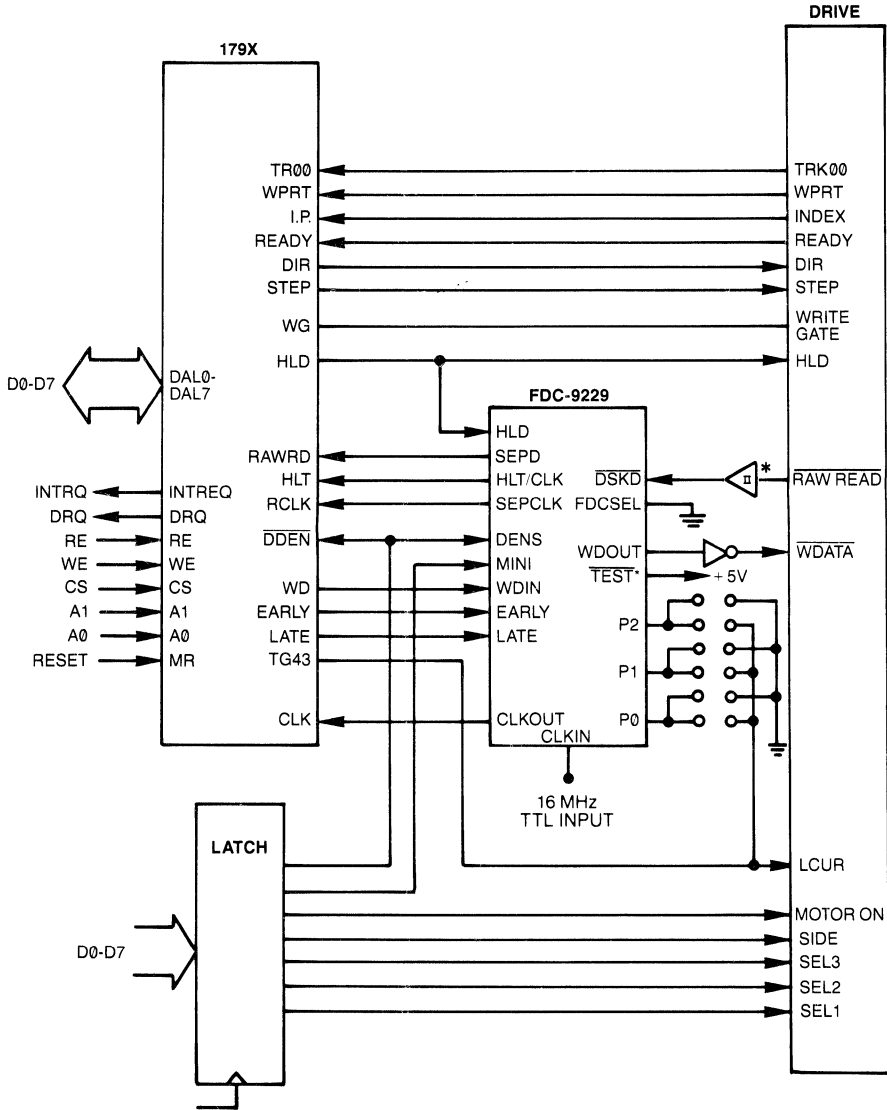 DRIVE
179X
TR00 TRK00
WPRT WPRT
I.P. INDEX
READY READY
DIR DIR
STEP STEP
WG WRITE
GATE
HLD HLD
D0-D7 DAL0-
DAL7
FDC-9229
HLD
RAWRD SEPD
HLT HLT/CLK DSKD * RAW READ
RCLK SEPCLK FDCSEL
INTRQ INTREQ
DRQ DRQ
RE RE DDEN DENS WDOUT WDATA
WE WE MINI
CS CS WD WDIN TEST* +5V
A1 A1 EARLY EARLY
A0 A0 LATE LATE P2
RESET MR TG43 P1
CLK CLKOUT P0
CLKIN
16 MHz
TTL INPUT
LATCH
LCUR
MOTOR ON
D0-D7 SIDE
SEL3
SEL2
SEL1